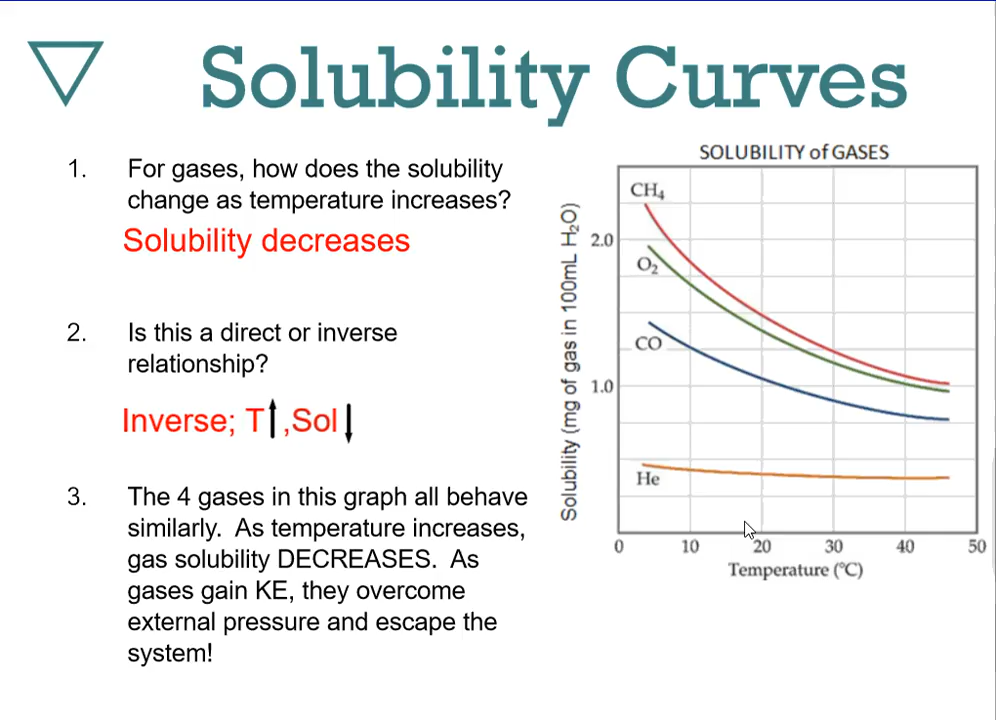 Solubility Curves
1. For gases, how does the solubility
change as temperature increases?
Solubility decreases
2. Is this a direct or inverse
relationship?
Inverse; T↑,Sol↓
3. The 4 gases in this graph all behave
similarly. As temperature increases,
gas solubility DECREASES. As
gases gain KE, they overcome
external pressure and escape the
system!
SOLUBILITY of GASES
Solubility (mg of gas in 100mL H₂O)
2.0
1.0
CH₄
O₂
CO
He
0 10 20 30 40 50
Temperature (°C)